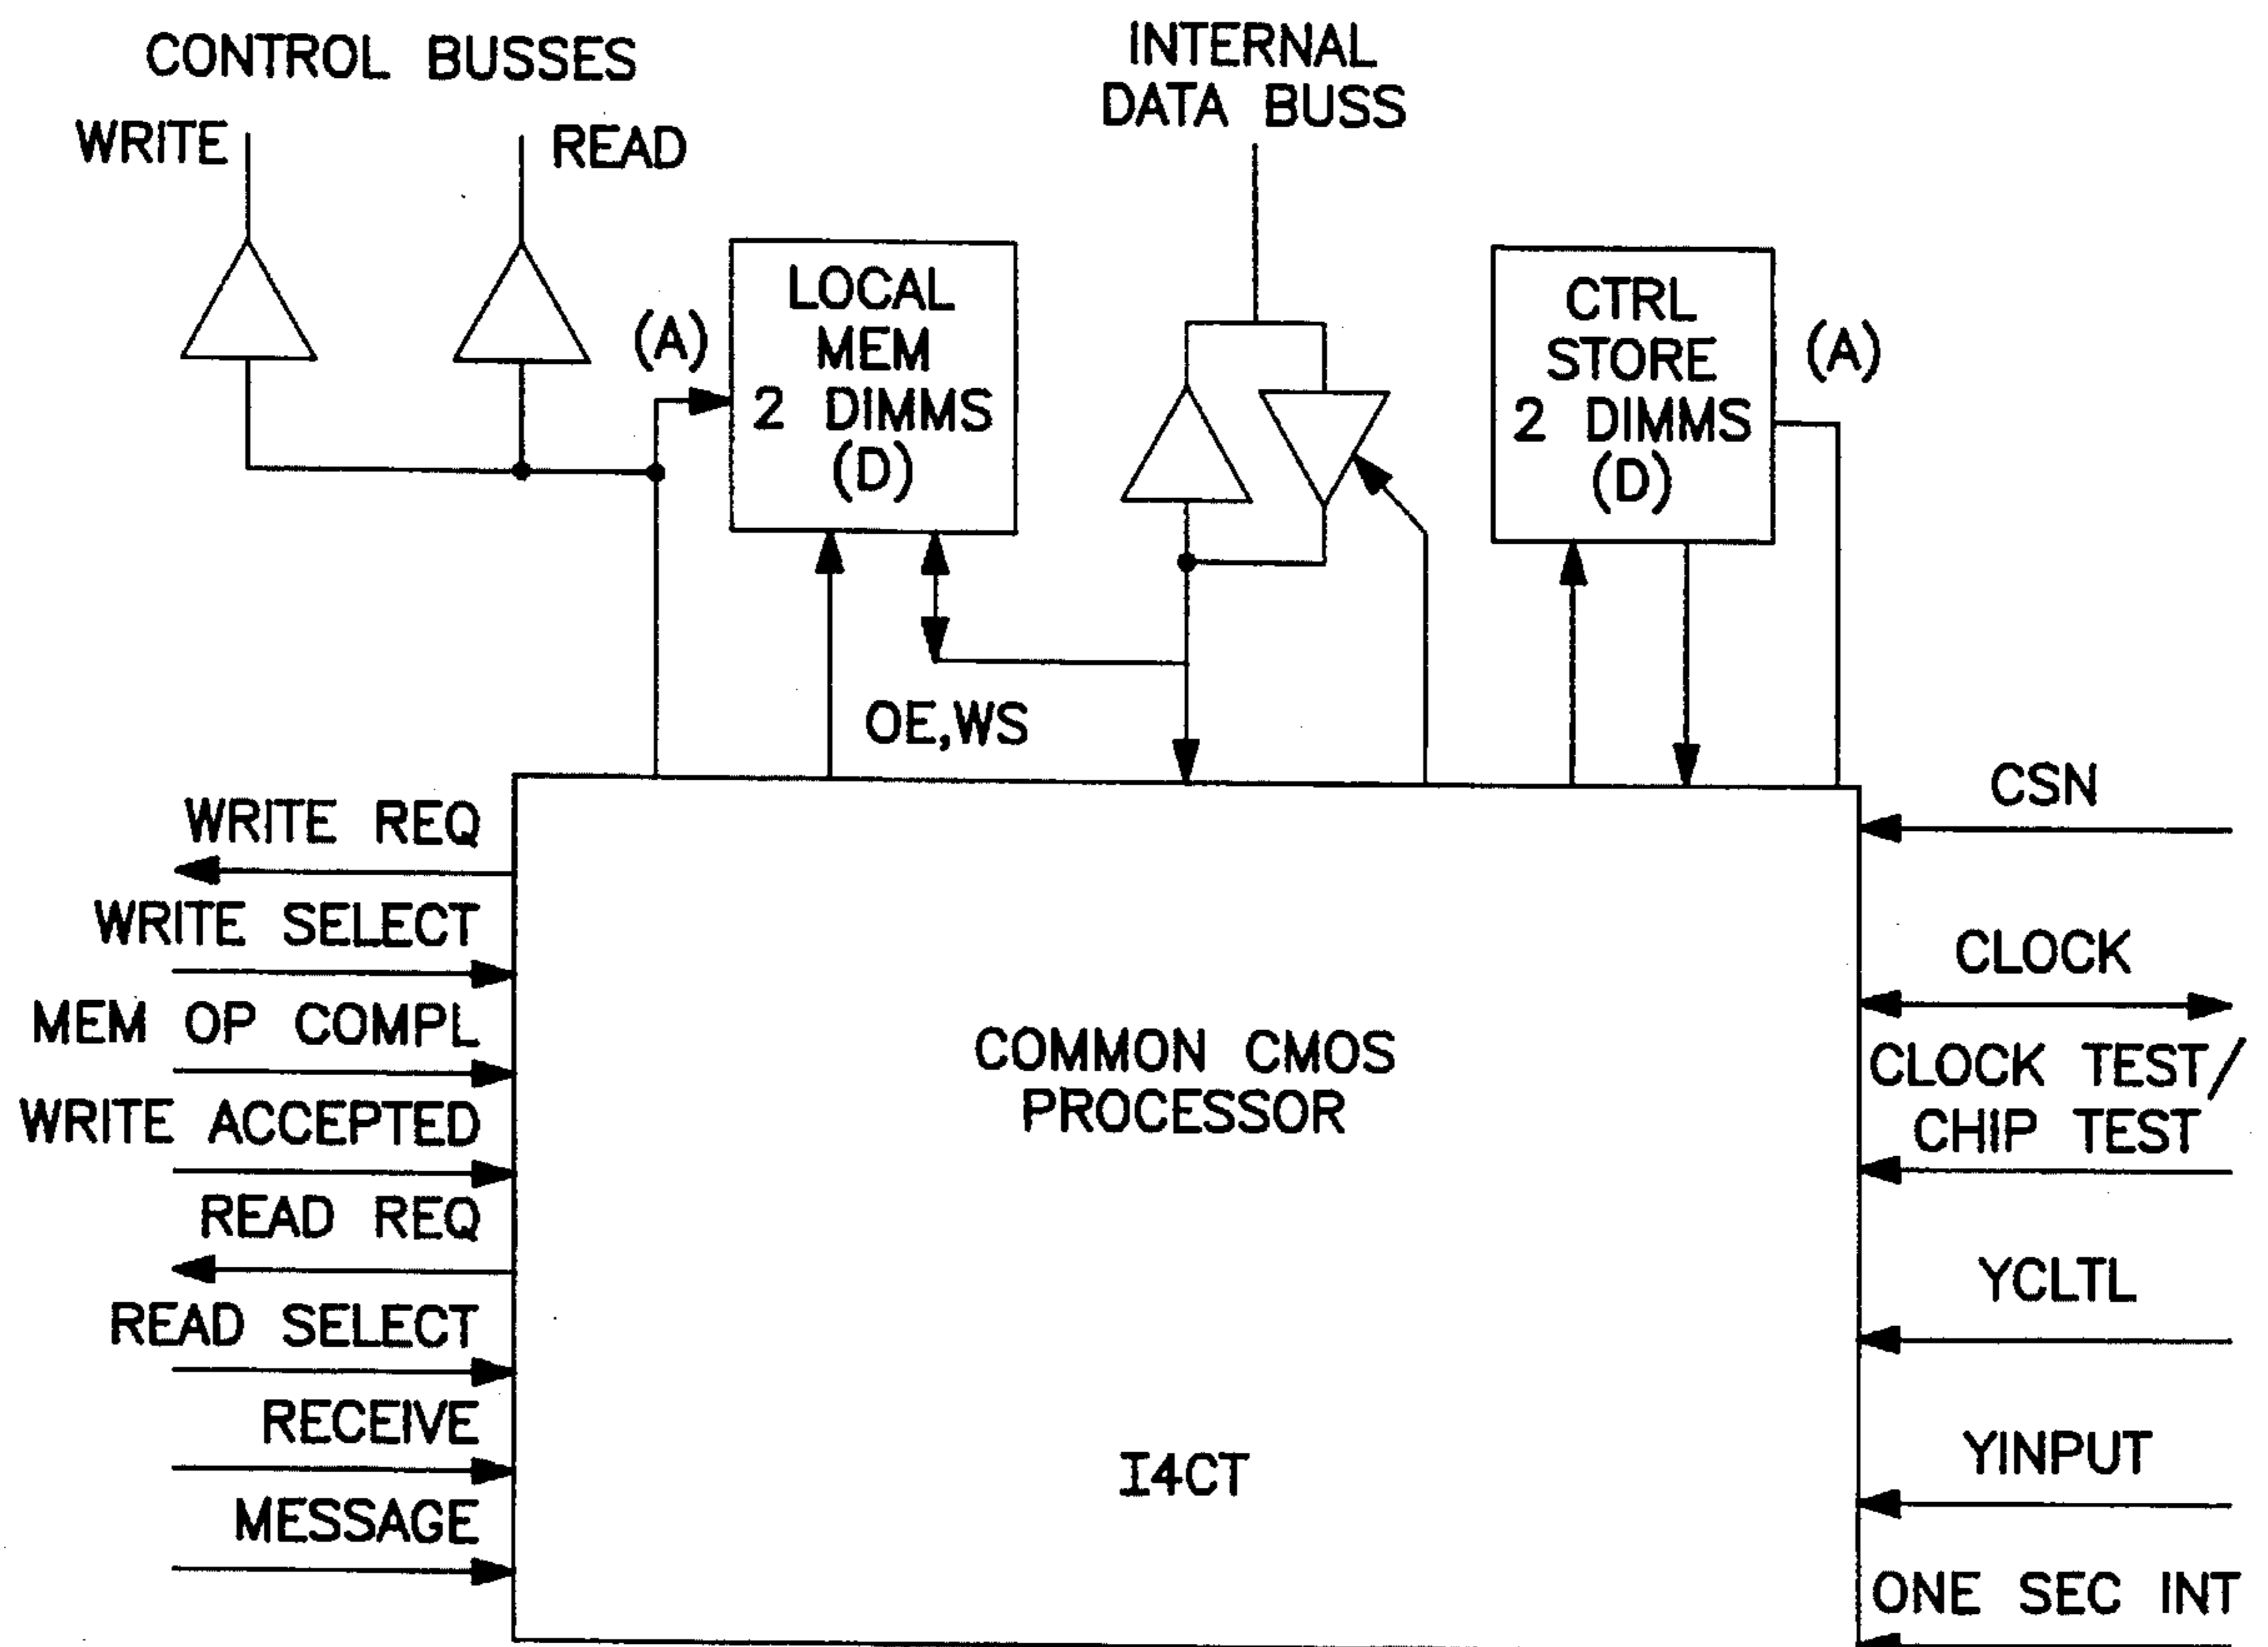 CONTROL BUSSES
WRITE
READ
INTERNAL
DATA BUSS
(A)
LOCAL
MEM
2 DIMMS
(D)
CTRL
STORE
2 DIMMS
(D)
(A)
OE,WS
WRITE REQ
WRITE SELECT
MEM OP COMPL
WRITE ACCEPTED
READ REQ
READ SELECT
RECEIVE
MESSAGE
COMMON CMOS
PROCESSOR
I4CT
CSN
CLOCK
CLOCK TEST/
CHIP TEST
YCLTL
YINPUT
ONE SEC INT